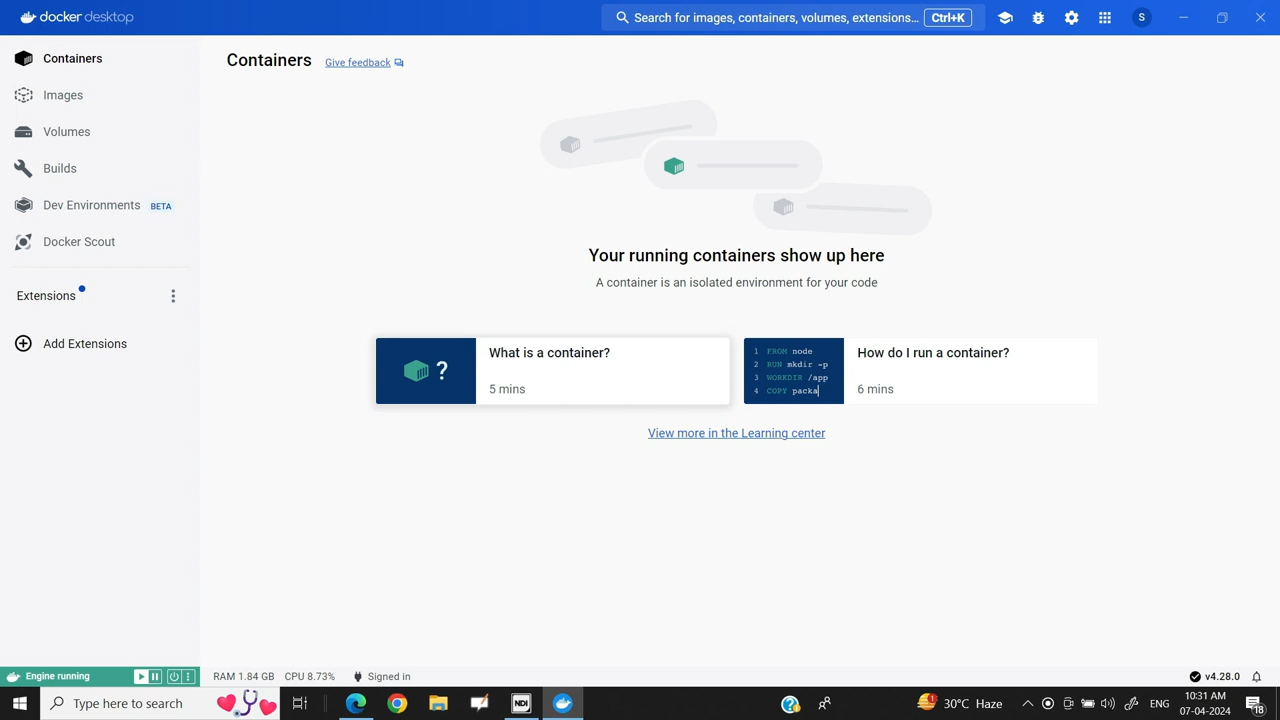 docker desktop
Search for images, containers, volumes, extensions... Ctrl+K
S
Containers
Images
Volumes
Builds
Dev Environments BETA
Docker Scout
Extensions
Add Extensions
Containers Give feedback
Your running containers show up here
A container is an isolated environment for your code
?
What is a container?
5 mins
1 FROM node
2 RUN mkdir -p
3 WORKDIR /app
4 COPY packa
How do I run a container?
6 mins
View more in the Learning center
Engine running
RAM 1.84 GB CPU 8.73% Signed in
v4.28.0
Type here to search
NDI
1
30°C Haze
ENG
10:31 AM
07-04-2024
18